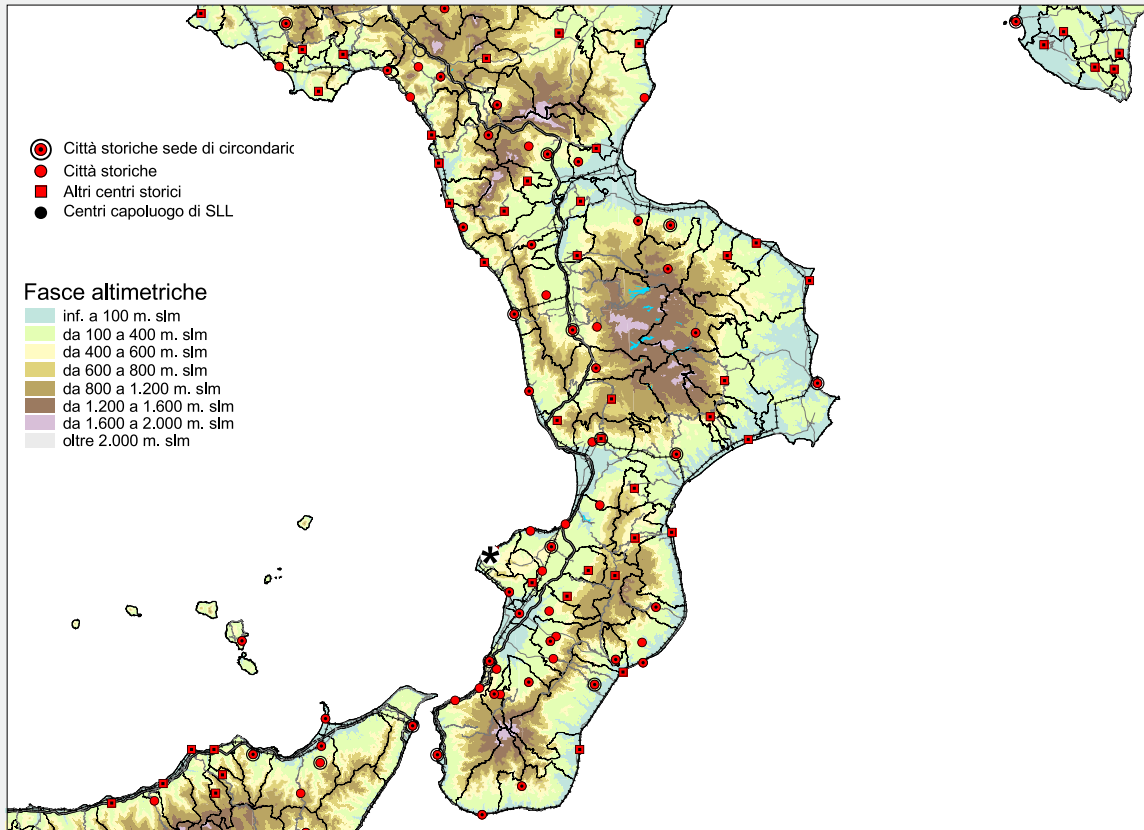 Città storiche sede di circondario
Città storiche
Altri centri storici
Centri capoluogo di SLL
Fasce altimetriche
inf. a 100 m. slm
da 100 a 400 m. slm
da 400 a 600 m. slm
da 600 a 800 m. slm
da 800 a 1.200 m. slm
da 1.200 a 1.600 m. slm
da 1.600 a 2.000 m. slm
oltre 2.000 m. slm
*